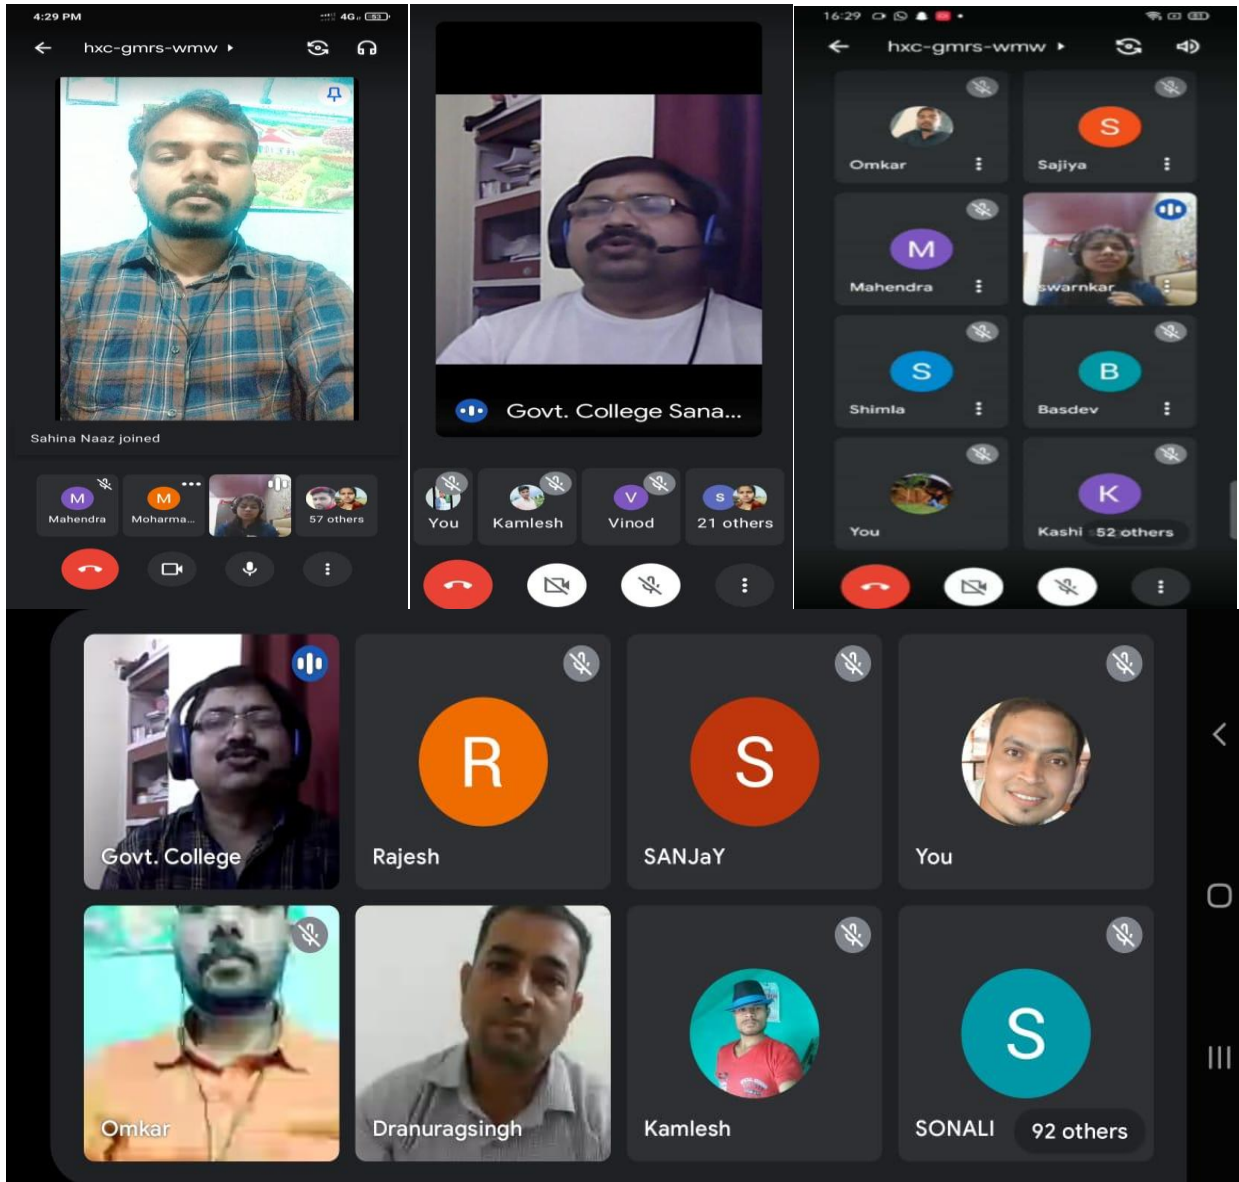 4:29 PM
4G
53
hxc-gmrs-wmw
Sahina Naaz joined
M
Mahendra
M
Moharma...
57 others
Govt. College Sana...
You
Kamlesh
V
Vinod
S
21 others
16:29
hxc-gmrs-wmw
Omkar
S
Sajiya
M
Mahendra
swarnkar
S
Shimla
B
Basdev
You
K
Kashi
52 others
Govt. College
R
Rajesh
S
SANJaY
You
Omkar
Dranuragsingh
Kamlesh
S
SONALI
92 others